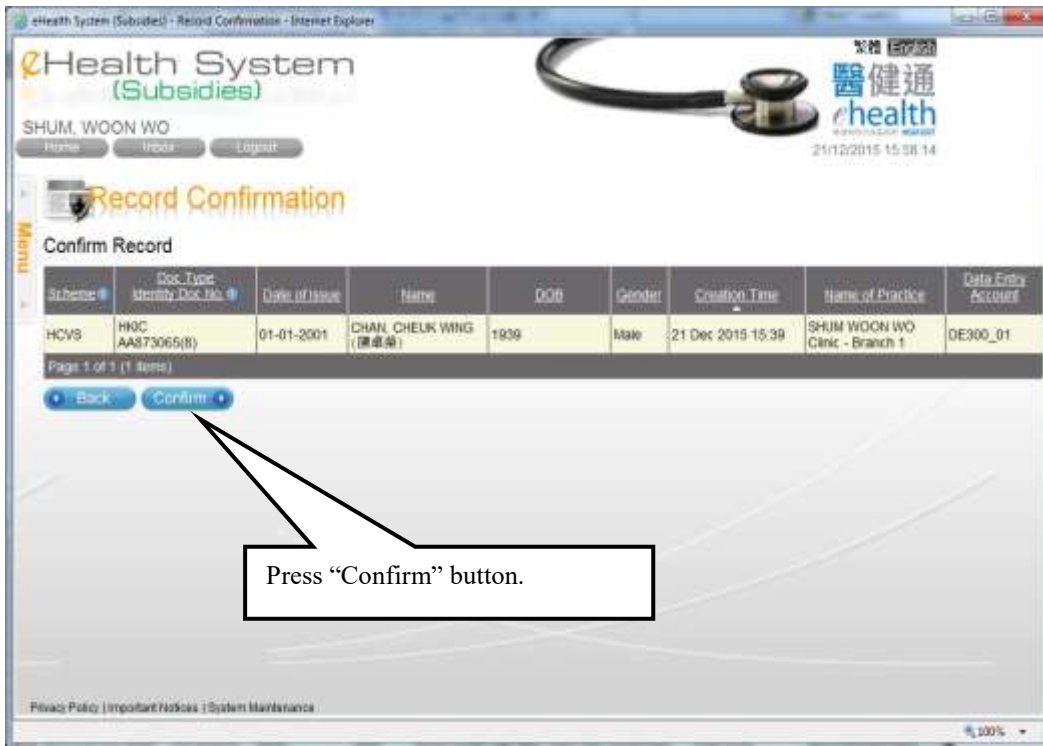 eHealth System (Subsidies) - Record Confirmation - Internet Explorer
eHealth System
(Subsidies)
繁體 English
醫健通
ehealth
SHUM, WOON WO
Home Inbox Logout
21/12/2015 15:58:14
Record Confirmation
Menu
Confirm Record
Scheme Doc Type Identity Doc No. Date of Issue Name DOB Gender Creation Time Name of Practice Data Entry Account
HCVS HKIC 01-01-2001 CHAN, CHEUK WING 1939 Male 21 Dec 2015 15:39 SHUM WOON WO DE300_01
AA873065(8) (陳卓榮) Clinic - Branch 1
Page 1 of 1 (1 items)
Back Confirm
Press “Confirm” button.
Privacy Policy | Important Notices | System Maintenance
100%